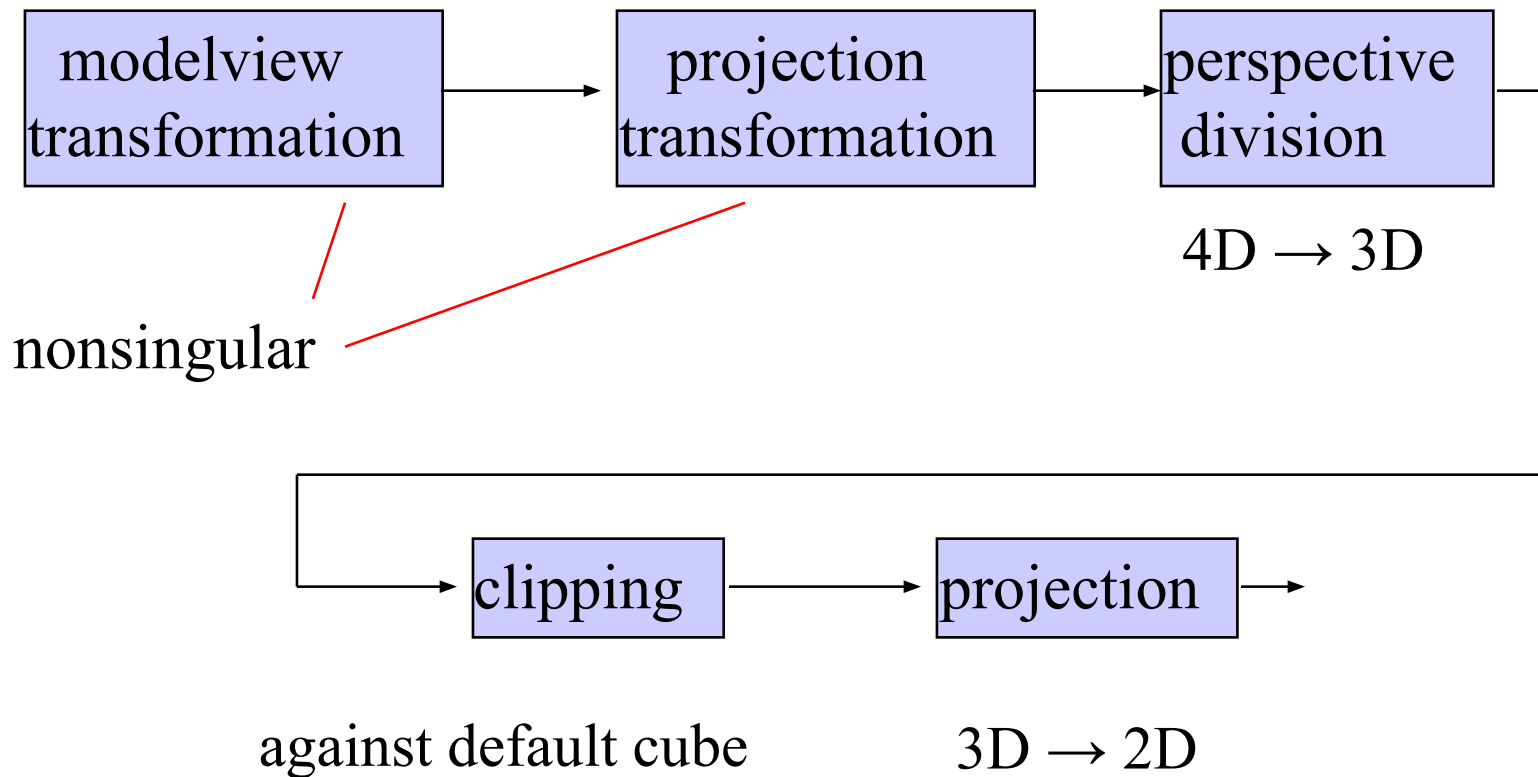 modelview
transformation
projection
transformation
perspective
division
4D → 3D
nonsingular
clipping
projection
against default cube
3D → 2D